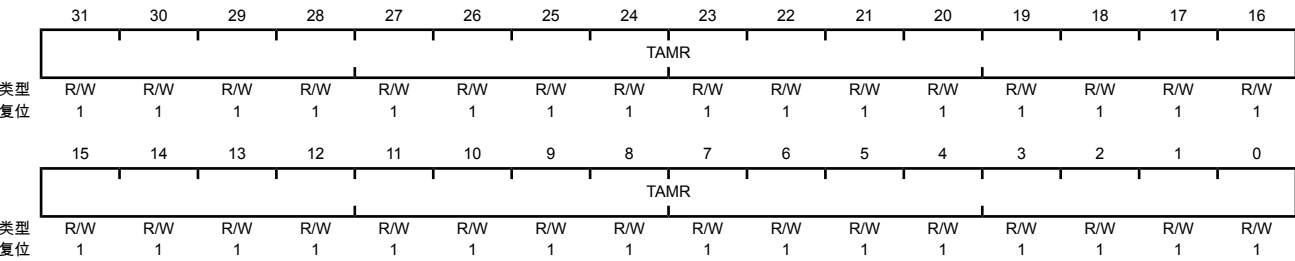 31 30 29 28 27 26 25 24 23 22 21 20 19 18 17 16
TAMR
类型 R/W R/W R/W R/W R/W R/W R/W R/W R/W R/W R/W R/W R/W R/W R/W R/W
复位 1 1 1 1 1 1 1 1 1 1 1 1 1 1 1 1
15 14 13 12 11 10 9 8 7 6 5 4 3 2 1 0
TAMR
类型 R/W R/W R/W R/W R/W R/W R/W R/W R/W R/W R/W R/W R/W R/W R/W R/W
复位 1 1 1 1 1 1 1 1 1 1 1 1 1 1 1 1